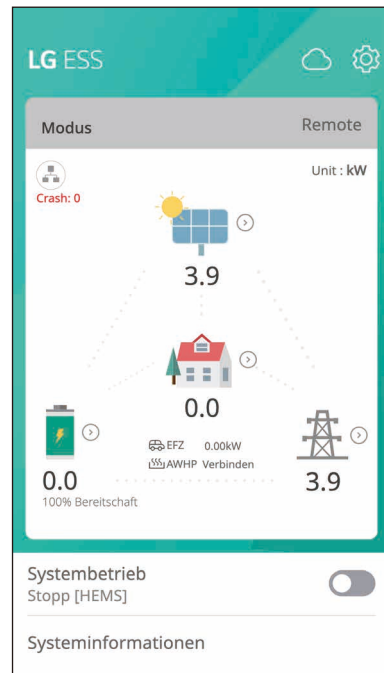 LG ESS
Modus Remote
Unit : kW
Crash: 0
3.9
0.0
EFZ 0.00kW
AWHP Verbinden
0.0
100% Bereitschaft
3.9
Systembetrieb
Stopp [HEMS]
Systeminformationen